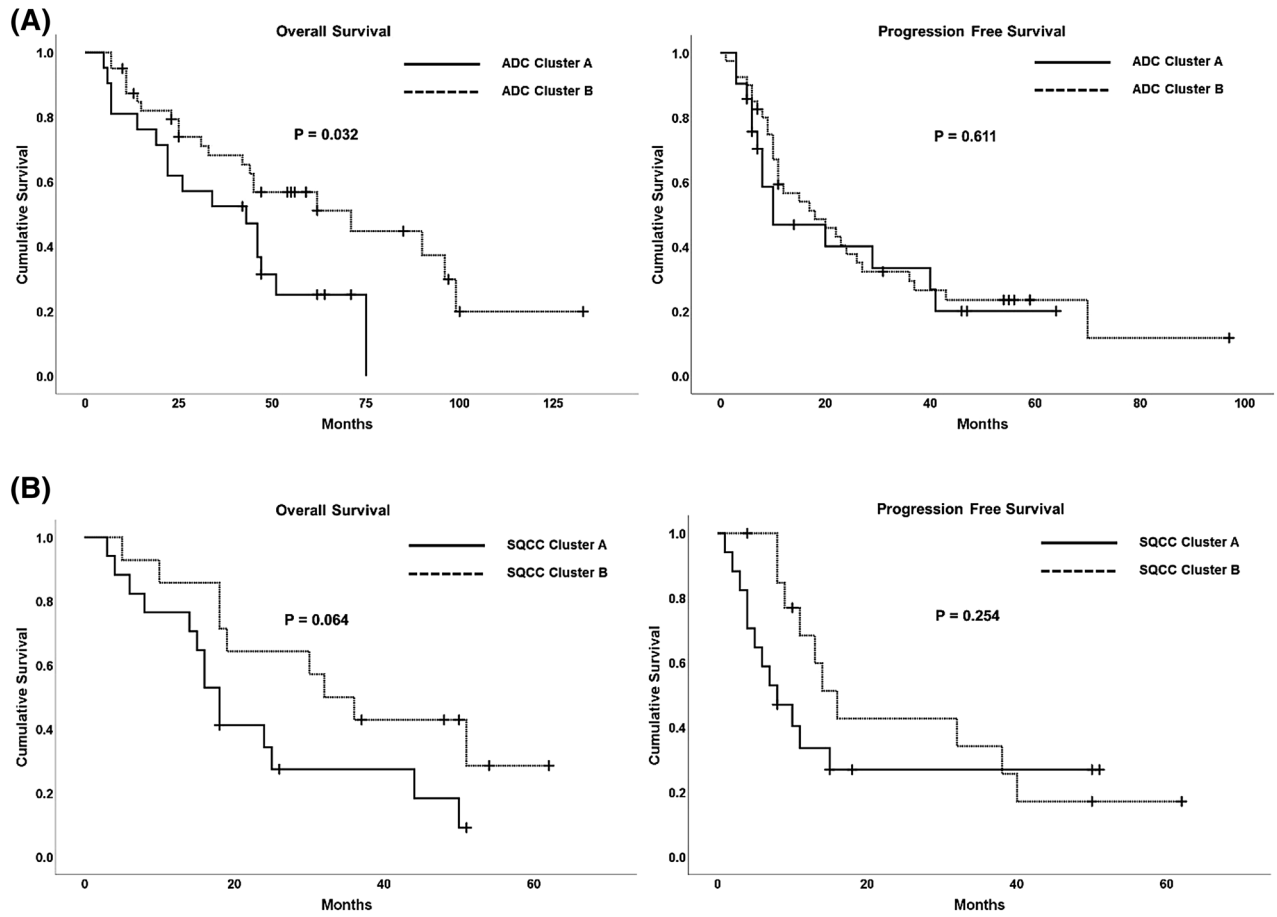 (A)
Overall Survival
ADC Cluster A
ADC Cluster B
P = 0.032
Cumulative Survival
1.0
0.8
0.6
0.4
0.2
0.0
0 25 50 75 100 125
Months
Progression Free Survival
ADC Cluster A
ADC Cluster B
P = 0.611
Cumulative Survival
1.0
0.8
0.6
0.4
0.2
0.0
0 20 40 60 80 100
Months
(B)
Overall Survival
SQCC Cluster A
SQCC Cluster B
P = 0.064
Cumulative Survival
1.0
0.8
0.6
0.4
0.2
0.0
0 20 40 60
Months
Progression Free Survival
SQCC Cluster A
SQCC Cluster B
P = 0.254
Cumulative Survival
1.0
0.8
0.6
0.4
0.2
0.0
0 20 40 60
Months